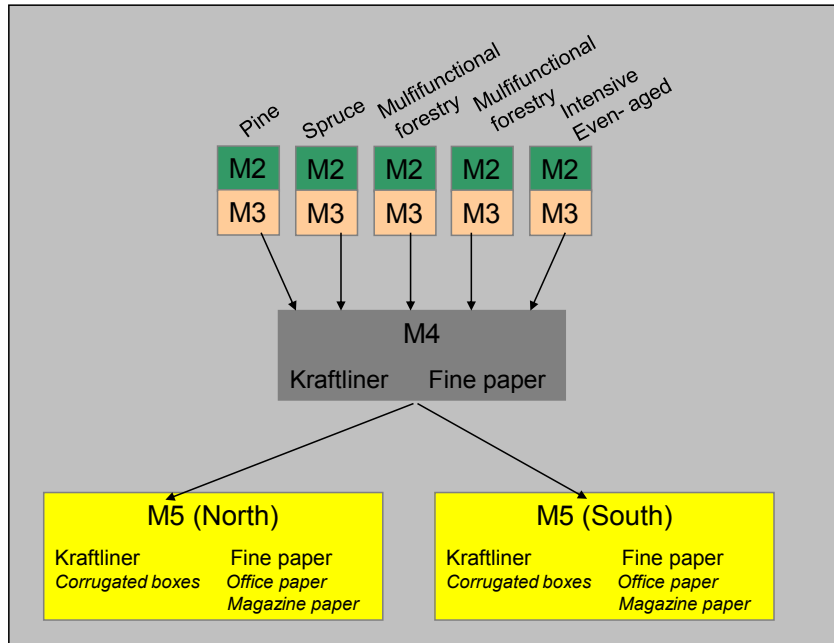 Pine
Spruce
Mulfifunctional
forestry
Mulfifunctional
forestry
Intensive
Even- aged
M2 M2 M2 M2 M2
M3 M3 M3 M3 M3
M4
Kraftliner Fine paper
M5 (North)
Kraftliner Fine paper
Corrugated boxes Office paper
Magazine paper
M5 (South)
Kraftliner Fine paper
Corrugated boxes Office paper
Magazine paper